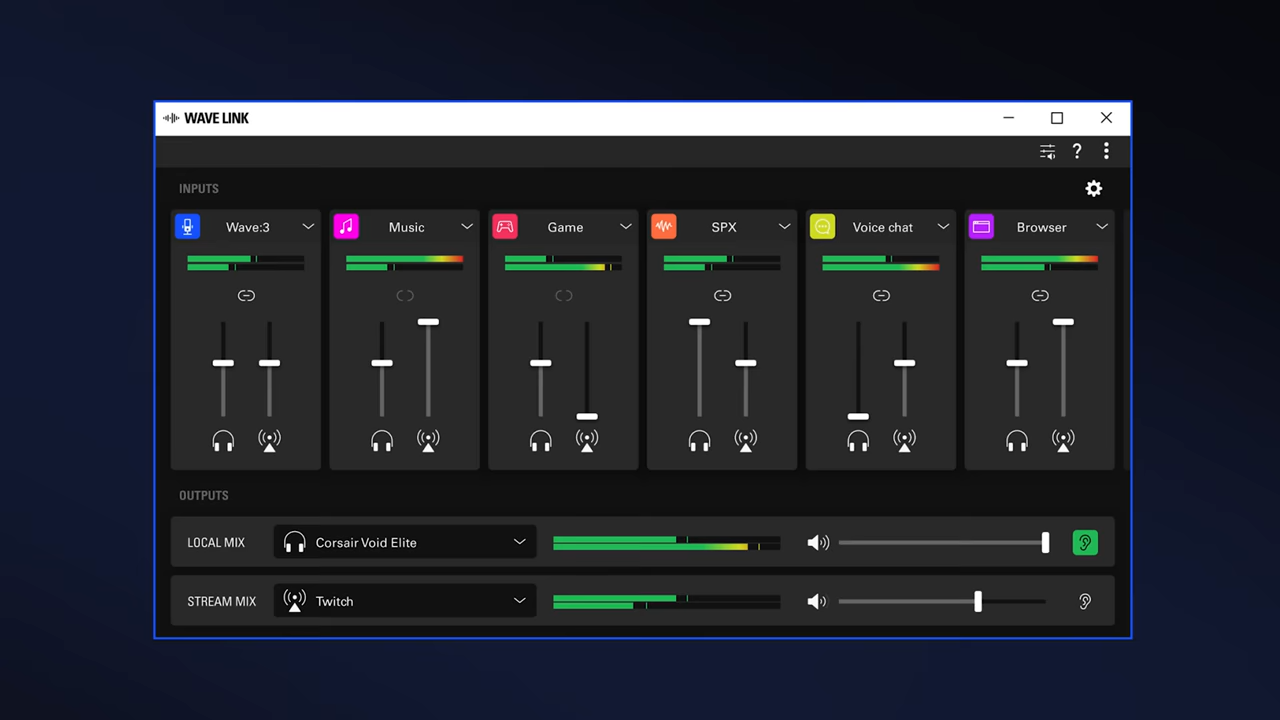 WAVE LINK
?
INPUTS
Wave:3
Music
Game
SPX
Voice chat
Browser
OUTPUTS
LOCAL MIX
Corsair Void Elite
STREAM MIX
Twitch